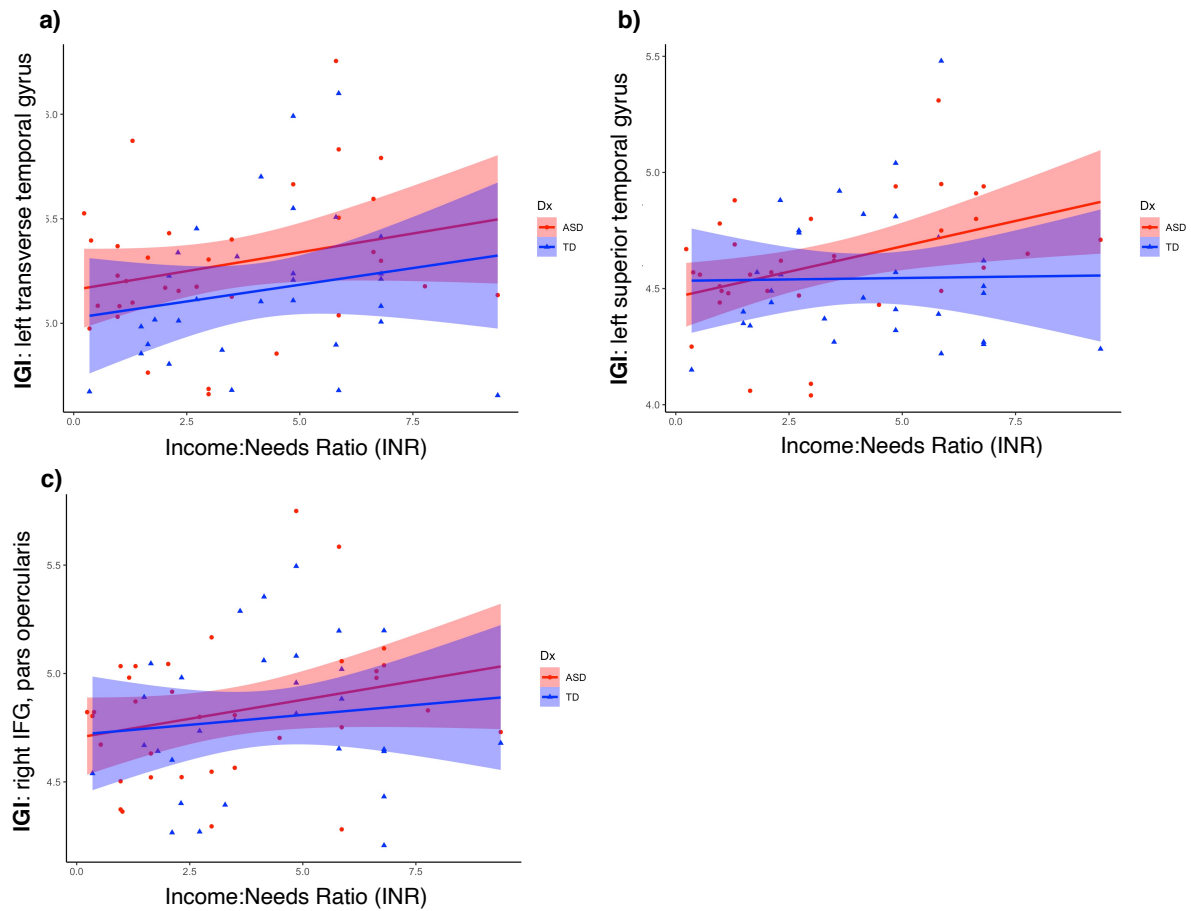 a)
IGI: left transverse temporal gyrus
5.5
5.0
0.0
2.5
5.0
7.5
Income:Needs Ratio (INR)
Dx
ASD
TD
b)
IGI: left superior temporal gyrus
5.5
5.0
4.5
4.0
0.0
2.5
5.0
7.5
Income:Needs Ratio (INR)
Dx
ASD
TD
c)
IGI: right IFG, pars opercularis
5.5
5.0
4.5
0.0
2.5
5.0
7.5
Income:Needs Ratio (INR)
Dx
ASD
TD